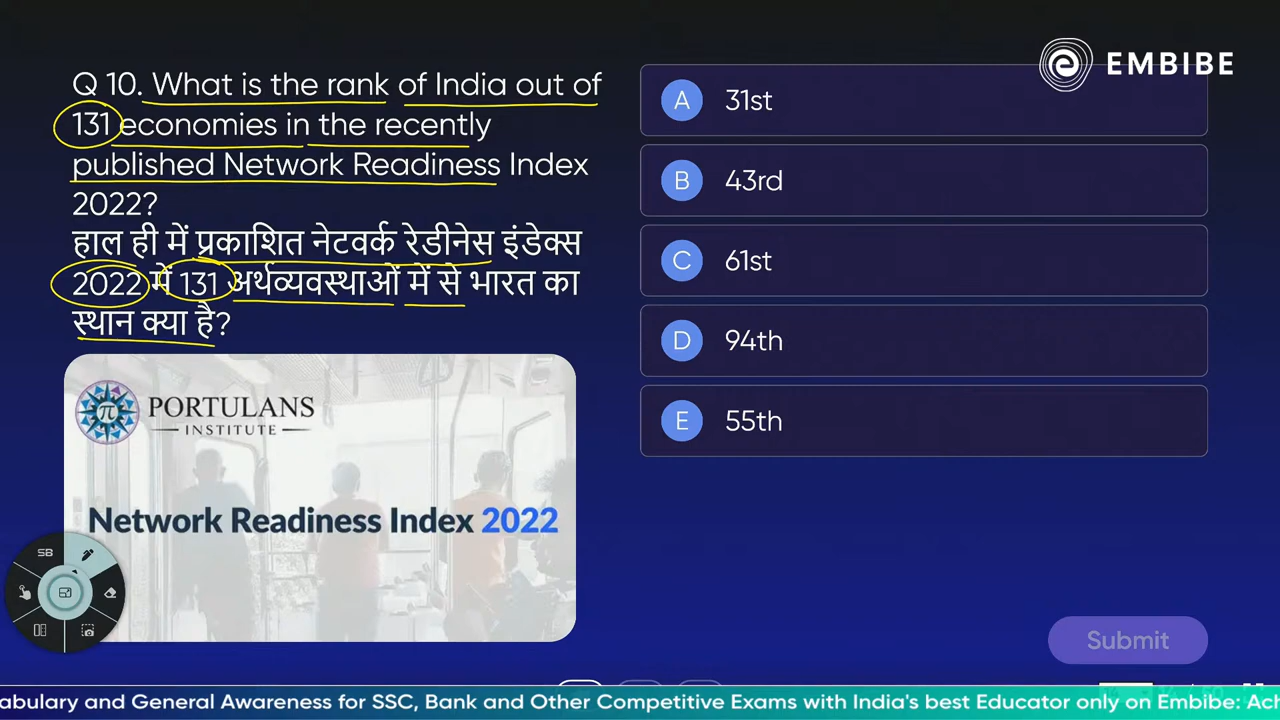 EMBIBE
Q 10. What is the rank of India out of
131 economies in the recently
published Network Readiness Index
2022?
हाल ही में प्रकाशित नेटवर्क रेडीनेस इंडेक्स
2022 में 131 अर्थव्यवस्थाओं में से भारत का
स्थान क्या है?
A 31st
B 43rd
C 61st
D 94th
E 55th
PORTULANS
INSTITUTE
Network Readiness Index 2022
SB
Submit
abulary and General Awareness for SSC, Bank and Other Competitive Exams with India's best Educator only on Embibe: Ac